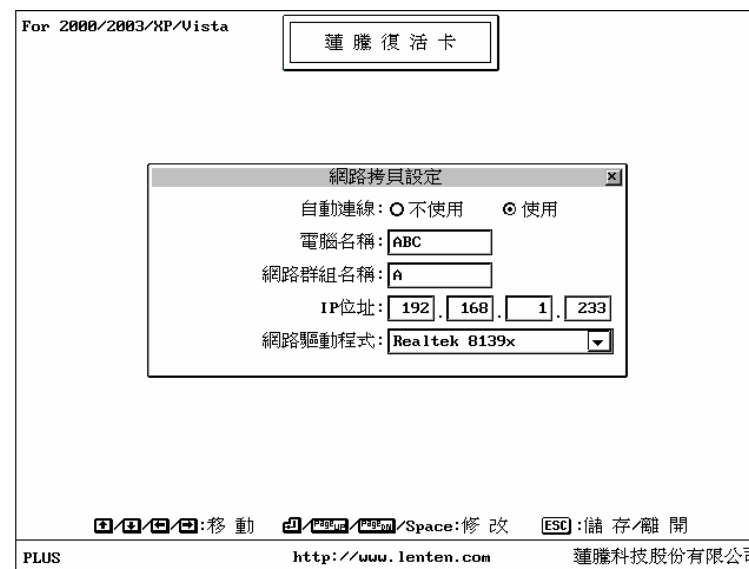 For 2000/2003/XP/Vista
蓮騰復活卡
網路拷貝設定
自動連線: 不使用 使用
電腦名稱: ABC
網路群組名稱: A
IP位址: 192 . 168 . 1 . 233
網路驅動程式: Realtek 8139x
:移 動 /PageUp/PageDn/Space:修 改 ESC:儲 存/離 開
PLUS http://www.lenten.com 蓮騰科技股份有限公司